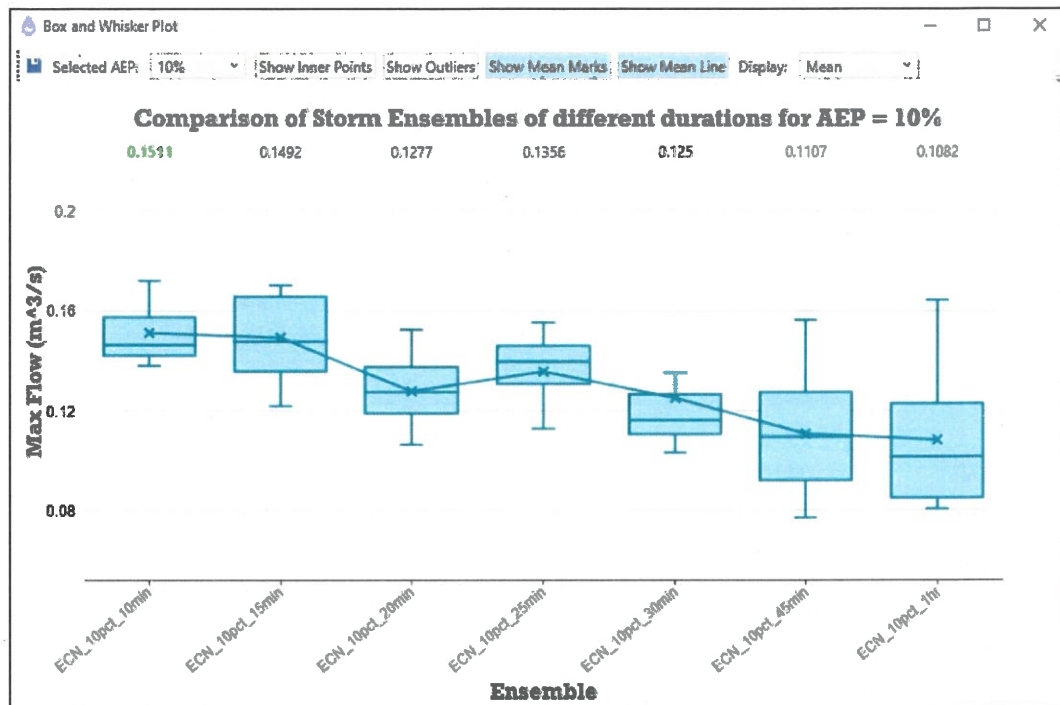 Box and Whisker Plot
Selected AEP: 10% Show Inner Points Show Outliers Show Mean Marks Show Mean Line Display: Mean
Comparison of Storm Ensembles of different durations for AEP = 10%
0.1511 0.1492 0.1277 0.1356 0.125 0.1107 0.1082
0.2
0.16
0.12
0.08
Max Flow (m^3/s)
ECN_10pct_10min
ECN_10pct_15min
ECN_10pct_20min
ECN_10pct_25min
ECN_10pct_30min
ECN_10pct_45min
ECN_10pct_1hr
Ensemble